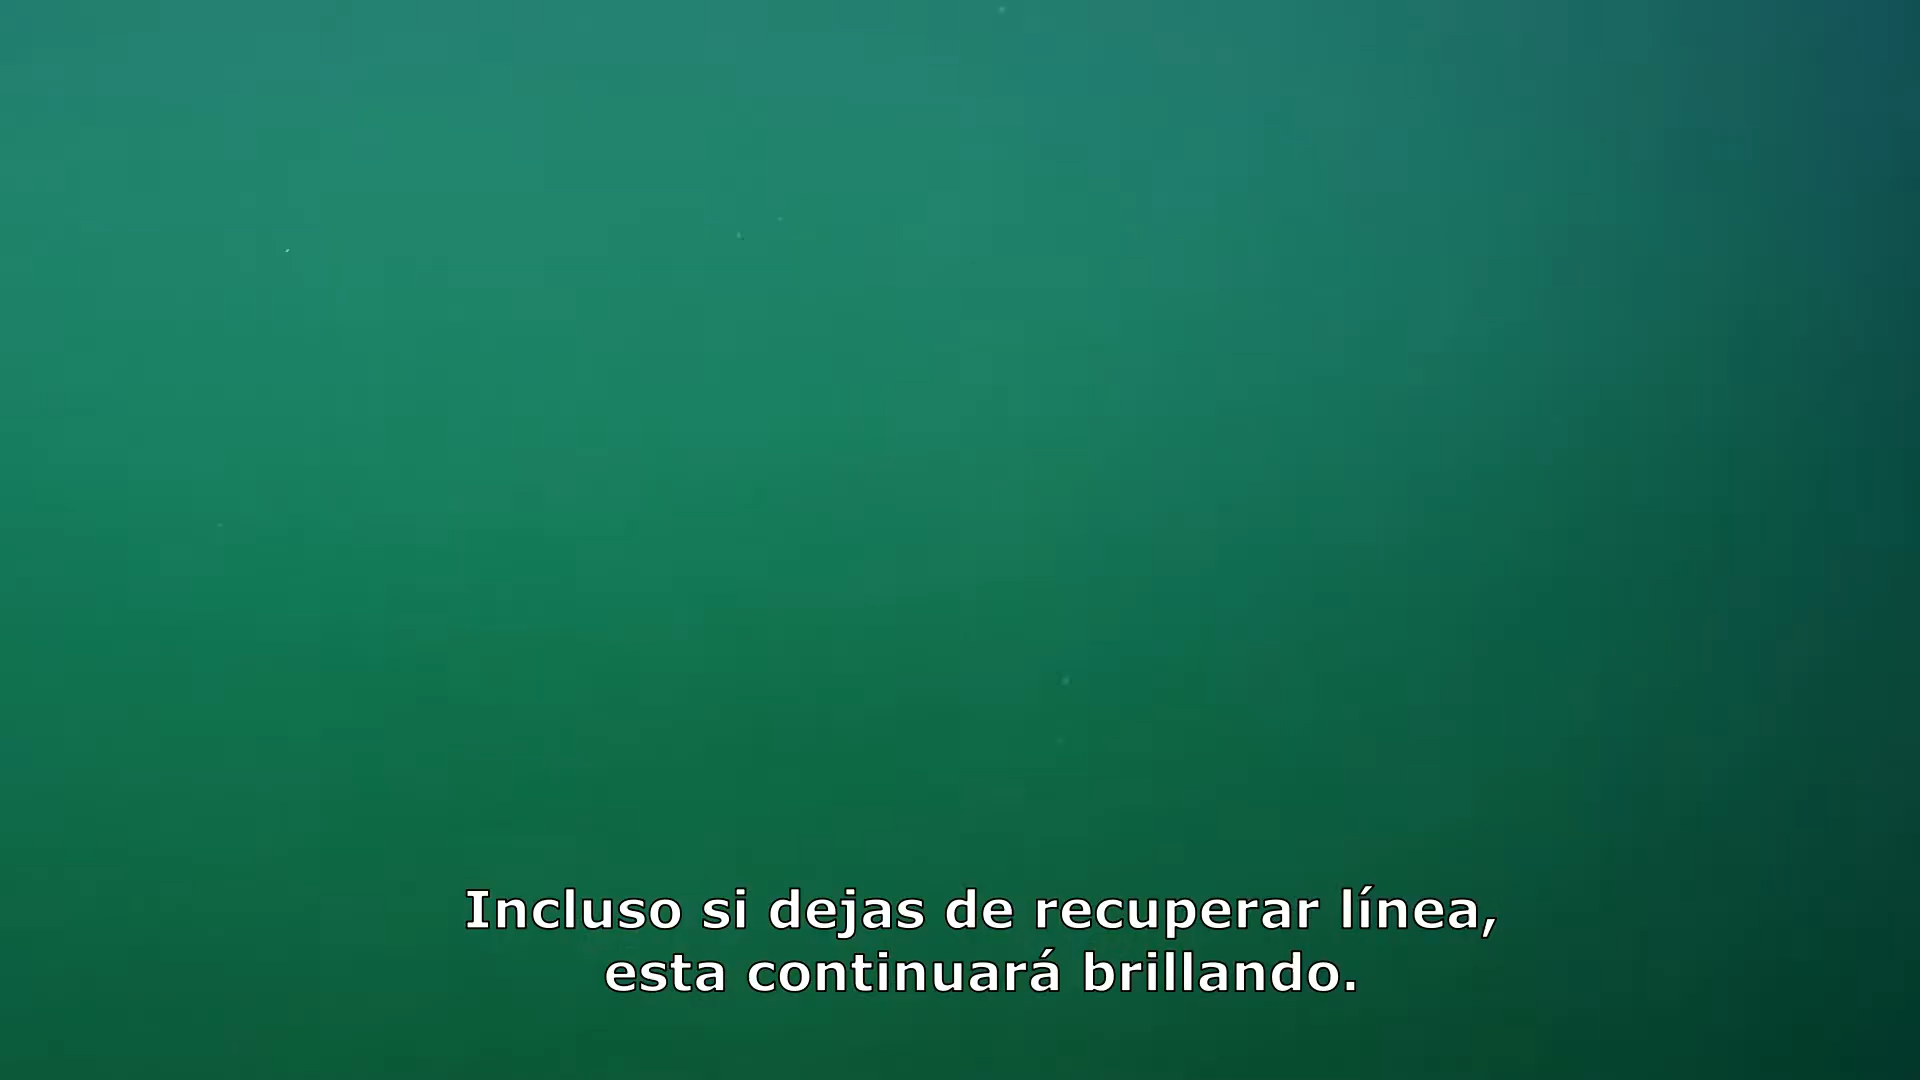 Incluso si dejas de recuperar línea,
esta continuará brillando.